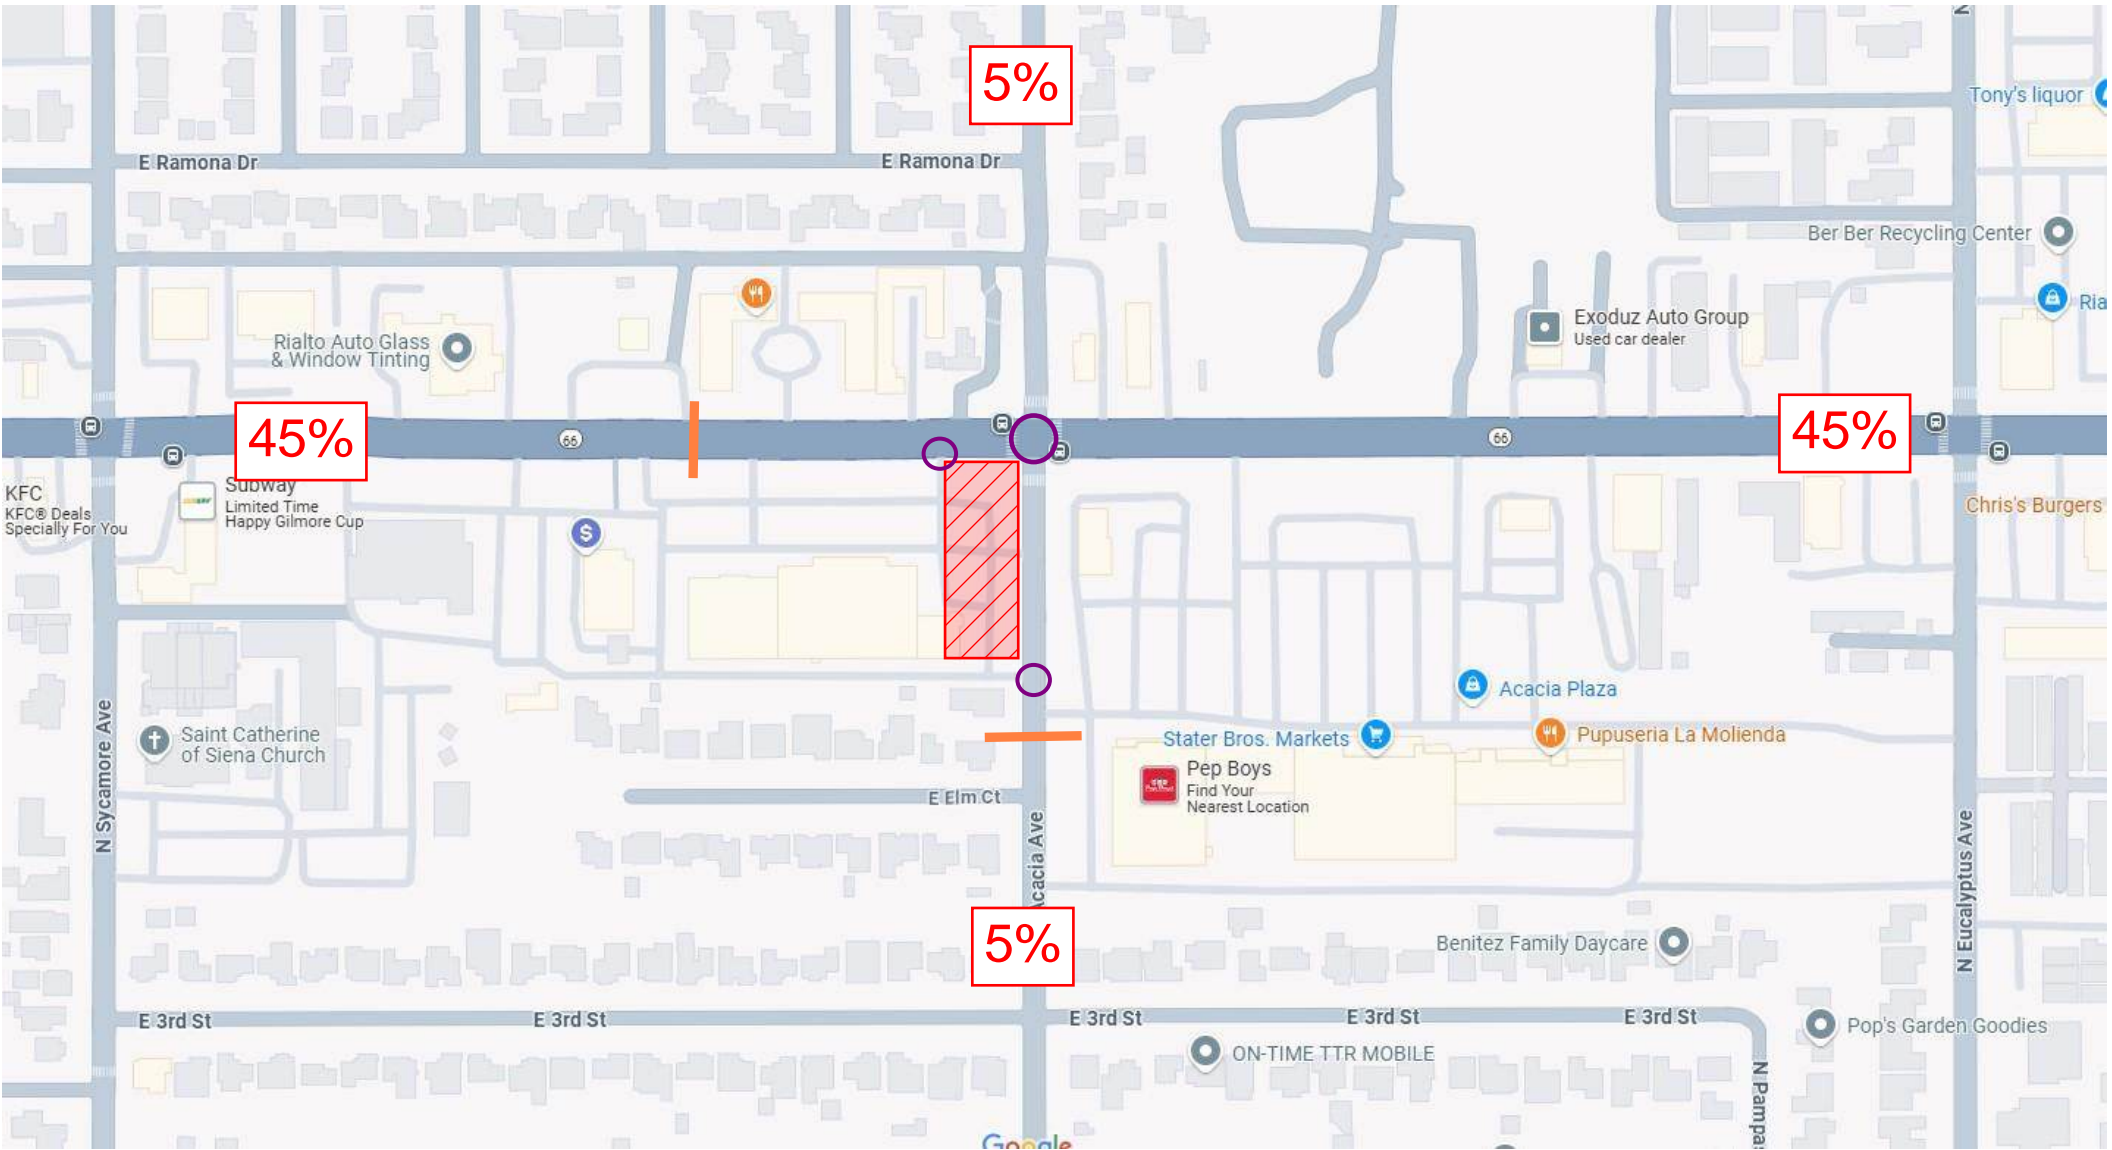 5%
Tony's liquor
E Ramona Dr
E Ramona Dr
Ber Ber Recycling Center
Ria
Exoduz Auto Group
Used car dealer
Rialto Auto Glass
& Window Tinting
45%
66
66
45%
KFC
KFC® Deals
Specially For You
Subway
Limited Time
Happy Gilmore Cup
Chris's Burgers
$
Acacia Plaza
Saint Catherine
of Siena Church
Stater Bros. Markets
Pupuseria La Molienda
Pep Boys
Find Your
Nearest Location
N Sycamore Ave
E Elm Ct
Acacia Ave
N Eucalyptus Ave
5%
Benitez Family Daycare
E 3rd St
E 3rd St
E 3rd St
E 3rd St
E 3rd St
Pop's Garden Goodies
ON-TIME TTR MOBILE
N Pampas
Google